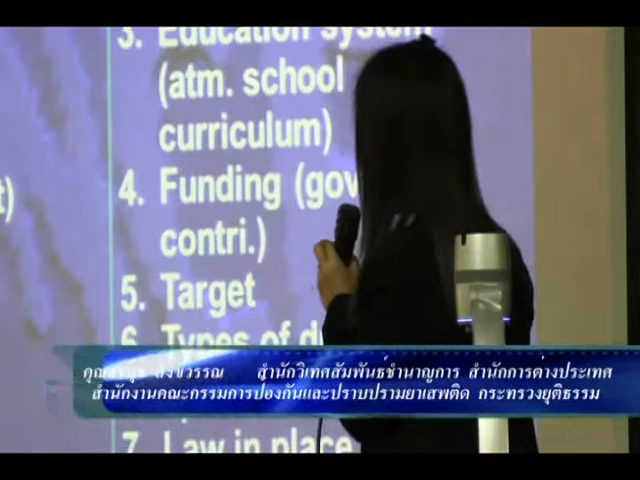 3. Education system
(atm. school
curriculum)
4. Funding (gov
contri.)
t)
5. Target
6. Types of d
สำนักวิเทศสัมพันธ์ชำนาญการ สำนักการต่างประเทศ
สำนักงานคณะกรรมการป้องกันและปราบปรามยาเสพติด กระทรวงยุติธรรม
7. Law in place